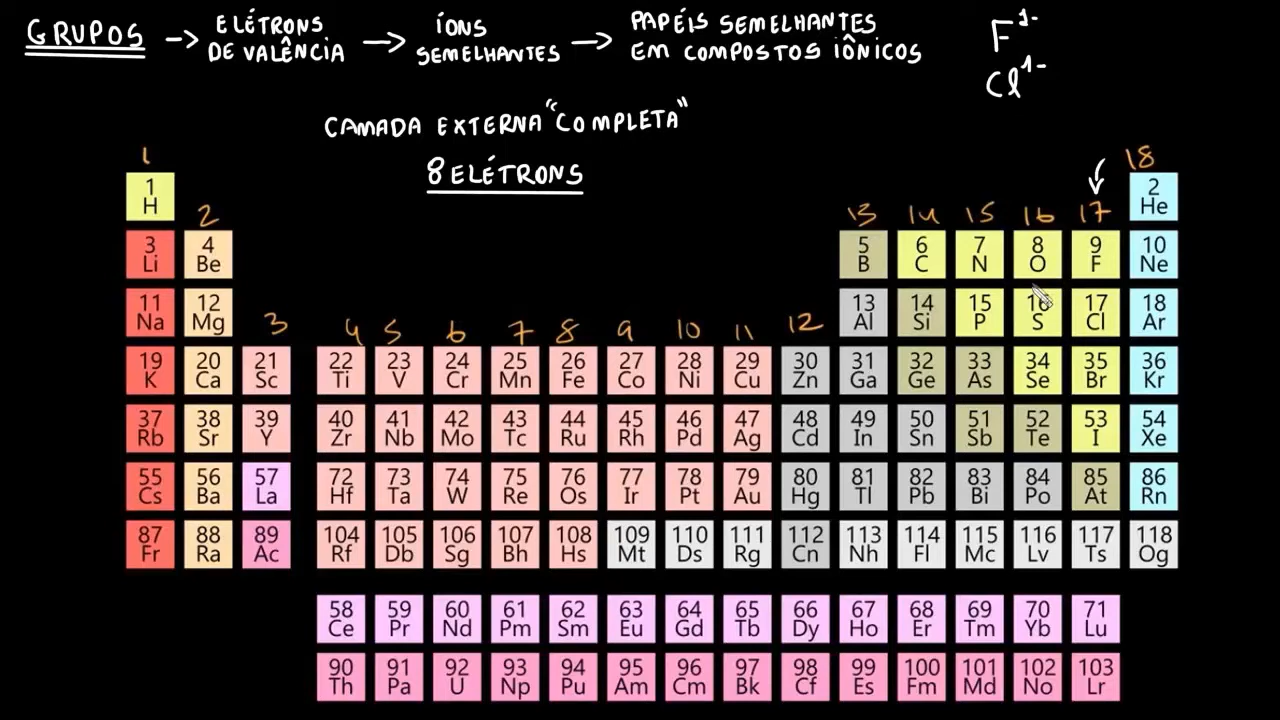 GRUPOS → ELÉTRONS DE VALÊNCIA → ÍONS SEMELHANTES → PAPÉIS SEMELHANTES EM COMPOSTOS IÔNICOS
F¹⁻
Cl¹⁻
CAMADA EXTERNA "COMPLETA"
8 ELÉTRONS
1 18
1 2
H He
2 13 14 15 16 17
3 4 5 6 7 8 9 10
Li Be B C N O F Ne
11 12 13 14 15 16 17 18
Na Mg Al Si P S Cl Ar
3 4 5 6 7 8 9 10 11 12
19 20 21 22 23 24 25 26 27 28 29 30 31 32 33 34 35 36
K Ca Sc Ti V Cr Mn Fe Co Ni Cu Zn Ga Ge As Se Br Kr
37 38 39 40 41 42 43 44 45 46 47 48 49 50 51 52 53 54
Rb Sr Y Zr Nb Mo Tc Ru Rh Pd Ag Cd In Sn Sb Te I Xe
55 56 57 72 73 74 75 76 77 78 79 80 81 82 83 84 85 86
Cs Ba La Hf Ta W Re Os Ir Pt Au Hg Tl Pb Bi Po At Rn
87 88 89 104 105 106 107 108 109 110 111 112 113 114 115 116 117 118
Fr Ra Ac Rf Db Sg Bh Hs Mt Ds Rg Cn Nh Fl Mc Lv Ts Og
58 59 60 61 62 63 64 65 66 67 68 69 70 71
Ce Pr Nd Pm Sm Eu Gd Tb Dy Ho Er Tm Yb Lu
90 91 92 93 94 95 96 97 98 99 100 101 102 103
Th Pa U Np Pu Am Cm Bk Cf Es Fm Md No Lr